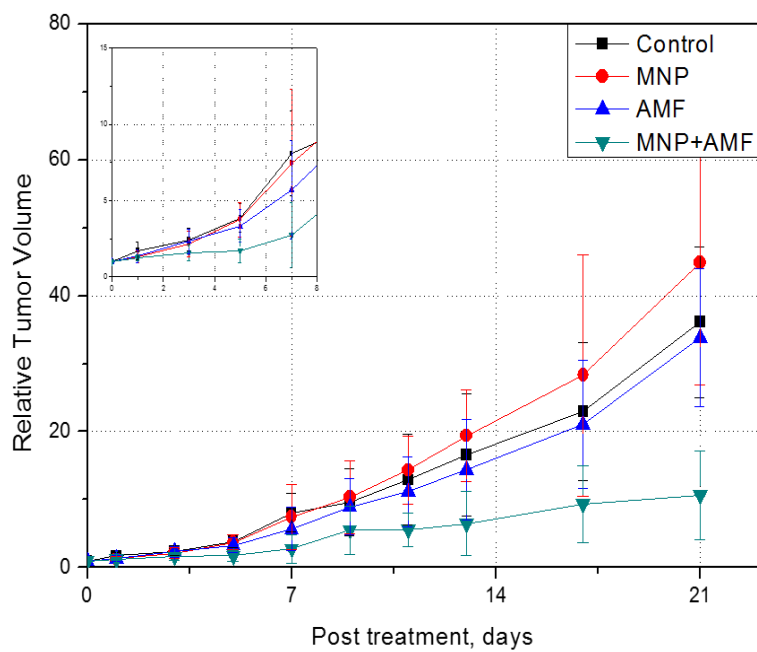 80
60
40
20
0
Relative Tumor Volume
15
10
5
0
0 2 4 6 8
Control
MNP
AMF
MNP+AMF
0 7 14 21
Post treatment, days